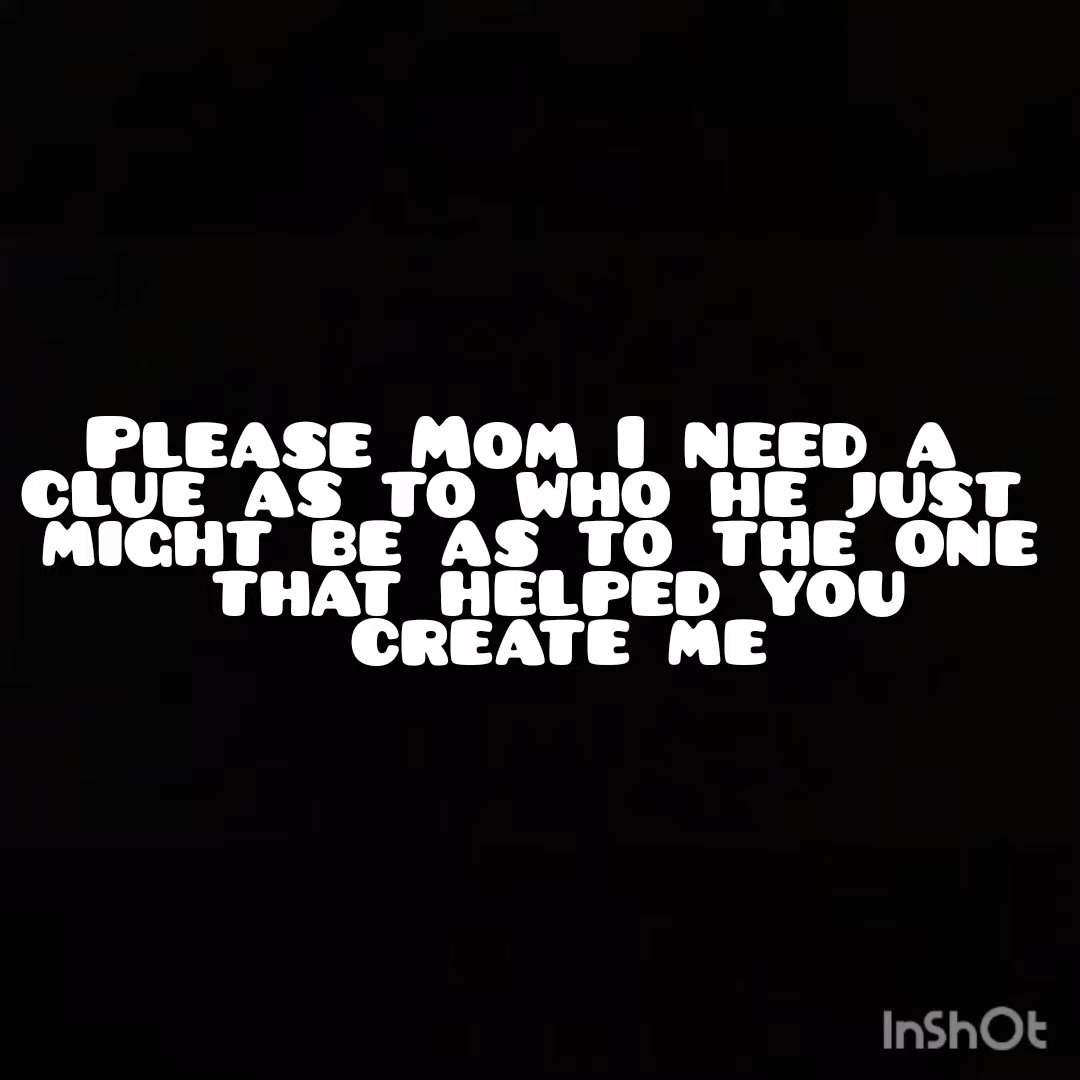 Please Mom I need a
clue as to who he just
might be as to the one
that helped you
create me
InShOt